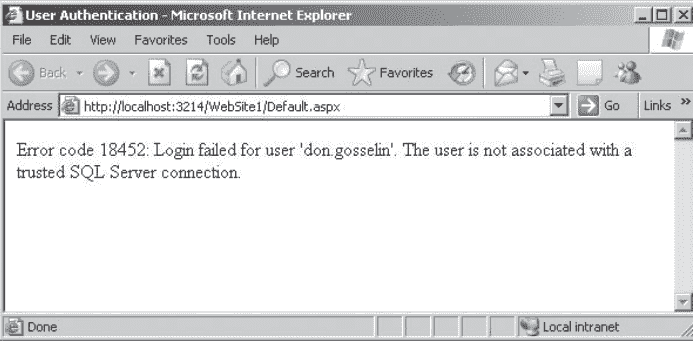 User Authentication - Microsoft Internet Explorer
File Edit View Favorites Tools Help
Back Search Favorites
Address http://localhost:3214/WebSite1/Default.aspx Go Links »
Error code 18452: Login failed for user 'don.gosselin'. The user is not associated with a
trusted SQL Server connection.
Done Local intranet